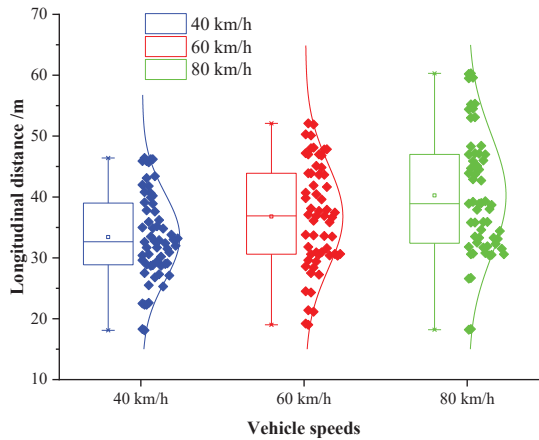 70
60
50
40
30
20
10
Longitudinal distance /m
40 km/h
60 km/h
80 km/h
40 km/h
60 km/h
80 km/h
Vehicle speeds